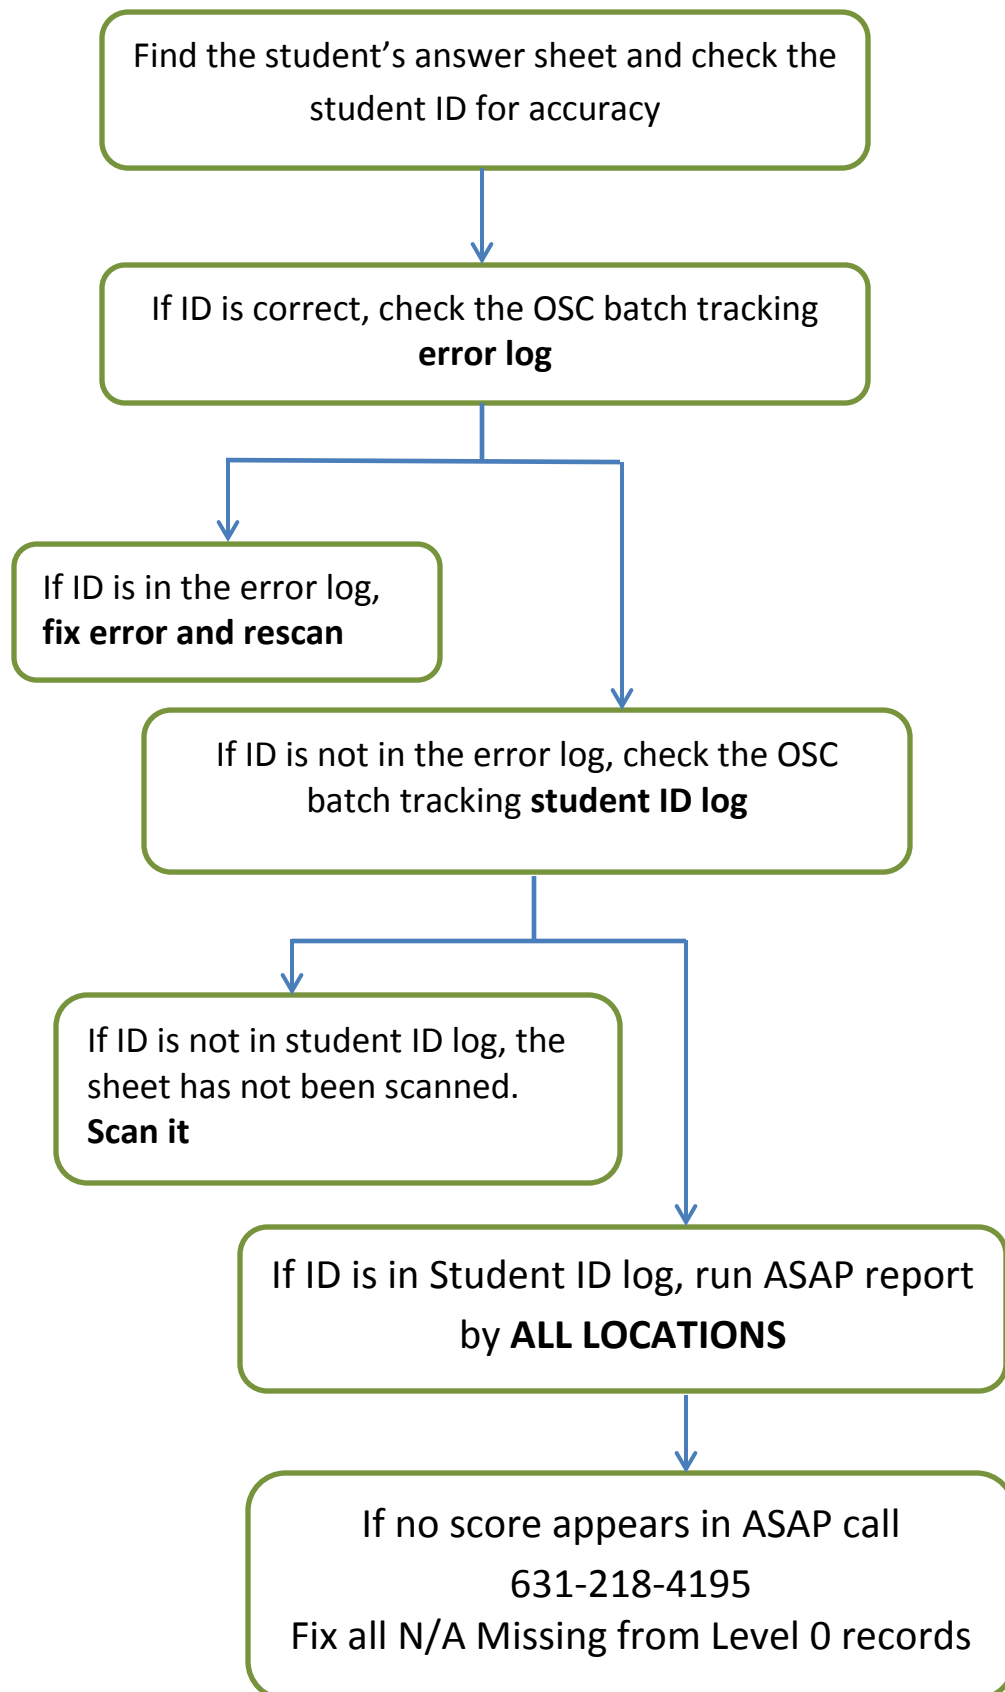 Find the student’s answer sheet and check the
student ID for accuracy
If ID is correct, check the OSC batch tracking
error log
If ID is in the error log,
fix error and rescan
If ID is not in the error log, check the OSC
batch tracking student ID log
If ID is not in student ID log, the
sheet has not been scanned.
Scan it
If ID is in Student ID log, run ASAP report
by ALL LOCATIONS
If no score appears in ASAP call
631-218-4195
Fix all N/A Missing from Level 0 records